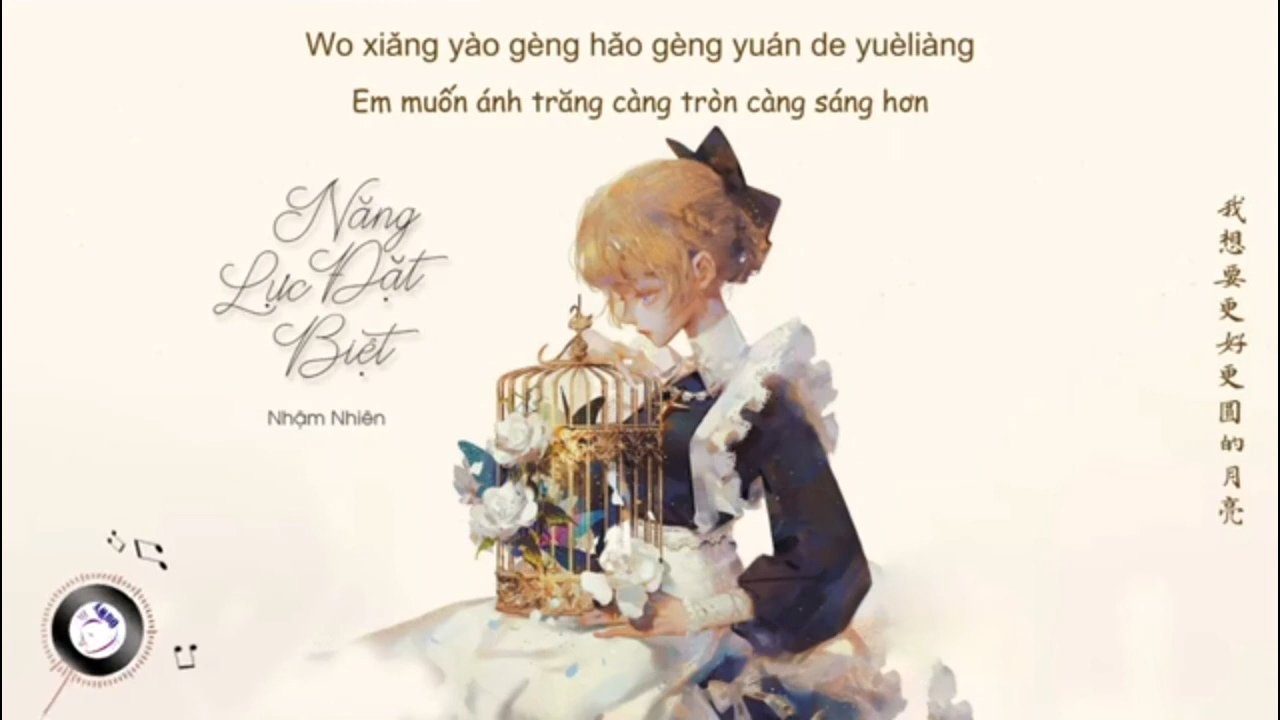 Wo xiǎng yào gèng hǎo gèng yuán de yuèliàng
Em muốn ánh trăng càng tròn càng sáng hơn
Năng
Lực Đặt
Biệt
Nhậm Nhiên
我想要更好更圓的月亮